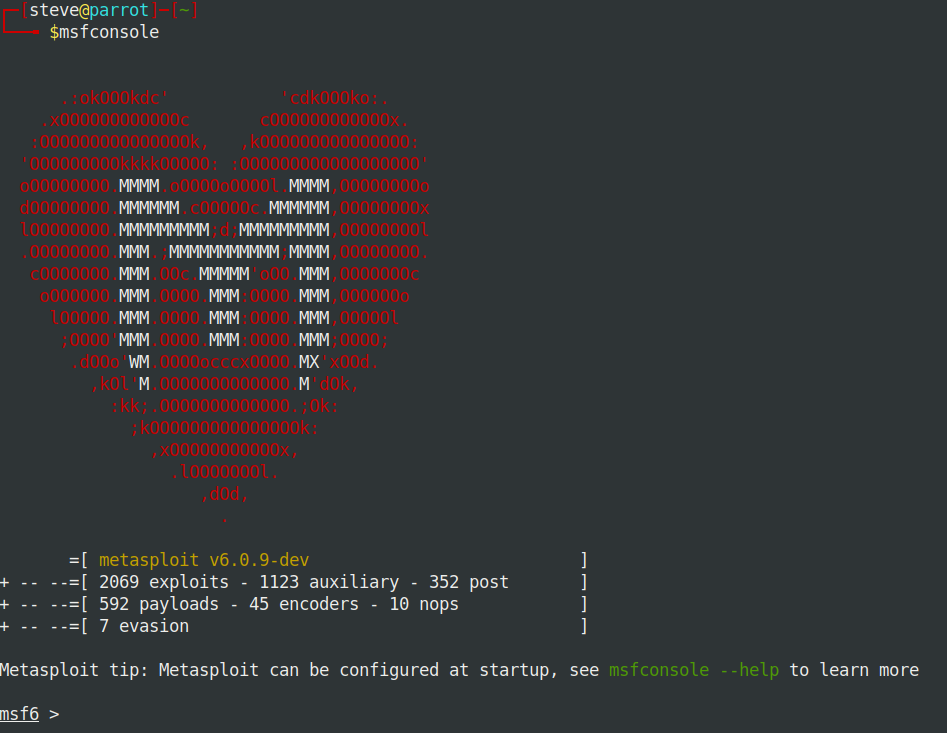 ┌─[steve@parrot]─[~]
└──╼ $msfconsole
.:okOOOkdc'           'cdkOOOko:.
.xOOOOOOOOOOOOc       cOOOOOOOOOOOOx.
:OOOOOOOOOOOOOOOk,   ,kOOOOOOOOOOOOOOO:
'OOOOOOOOOkkkkOOOOO: :OOOOOOOOOOOOOOOOOO'
oOOOOOOOO.MMMM.oOOOOoOOOOl.MMMM,OOOOOOOOo
dOOOOOOOO.MMMMMM.cOOOOOc.MMMMMM,OOOOOOOOx
lOOOOOOOO.MMMMMMMMM;d;MMMMMMMMM,OOOOOOOOl
.OOOOOOOO.MMM.;MMMMMMMMMMM;MMMM,OOOOOOOO.
cOOOOOOO.MMM.OOc.MMMMM'oOO.MMM,OOOOOOOc
oOOOOOO.MMM.OOOO.MMM:OOOO.MMM,OOOOOOo
lOOOOO.MMM.OOOO.MMM:OOOO.MMM,OOOOOl
;OOOO'MMM.OOOO.MMM:OOOO.MMM;OOOO;
.dOOo'WM.OOOOocccxOOOO.MX'xOOd.
,kOl'M.OOOOOOOOOOOOO.M'dOk,
:kk;.OOOOOOOOOOOOO.;Ok:
;kOOOOOOOOOOOOOOOk:
,xOOOOOOOOOOOx,
.lOOOOOOOl.
,dOd,
.
=[ metasploit v6.0.9-dev                           ]
+ -- --=[ 2069 exploits - 1123 auxiliary - 352 post       ]
+ -- --=[ 592 payloads - 45 encoders - 10 nops            ]
+ -- --=[ 7 evasion                                       ]
Metasploit tip: Metasploit can be configured at startup, see msfconsole --help to learn more
msf6 >